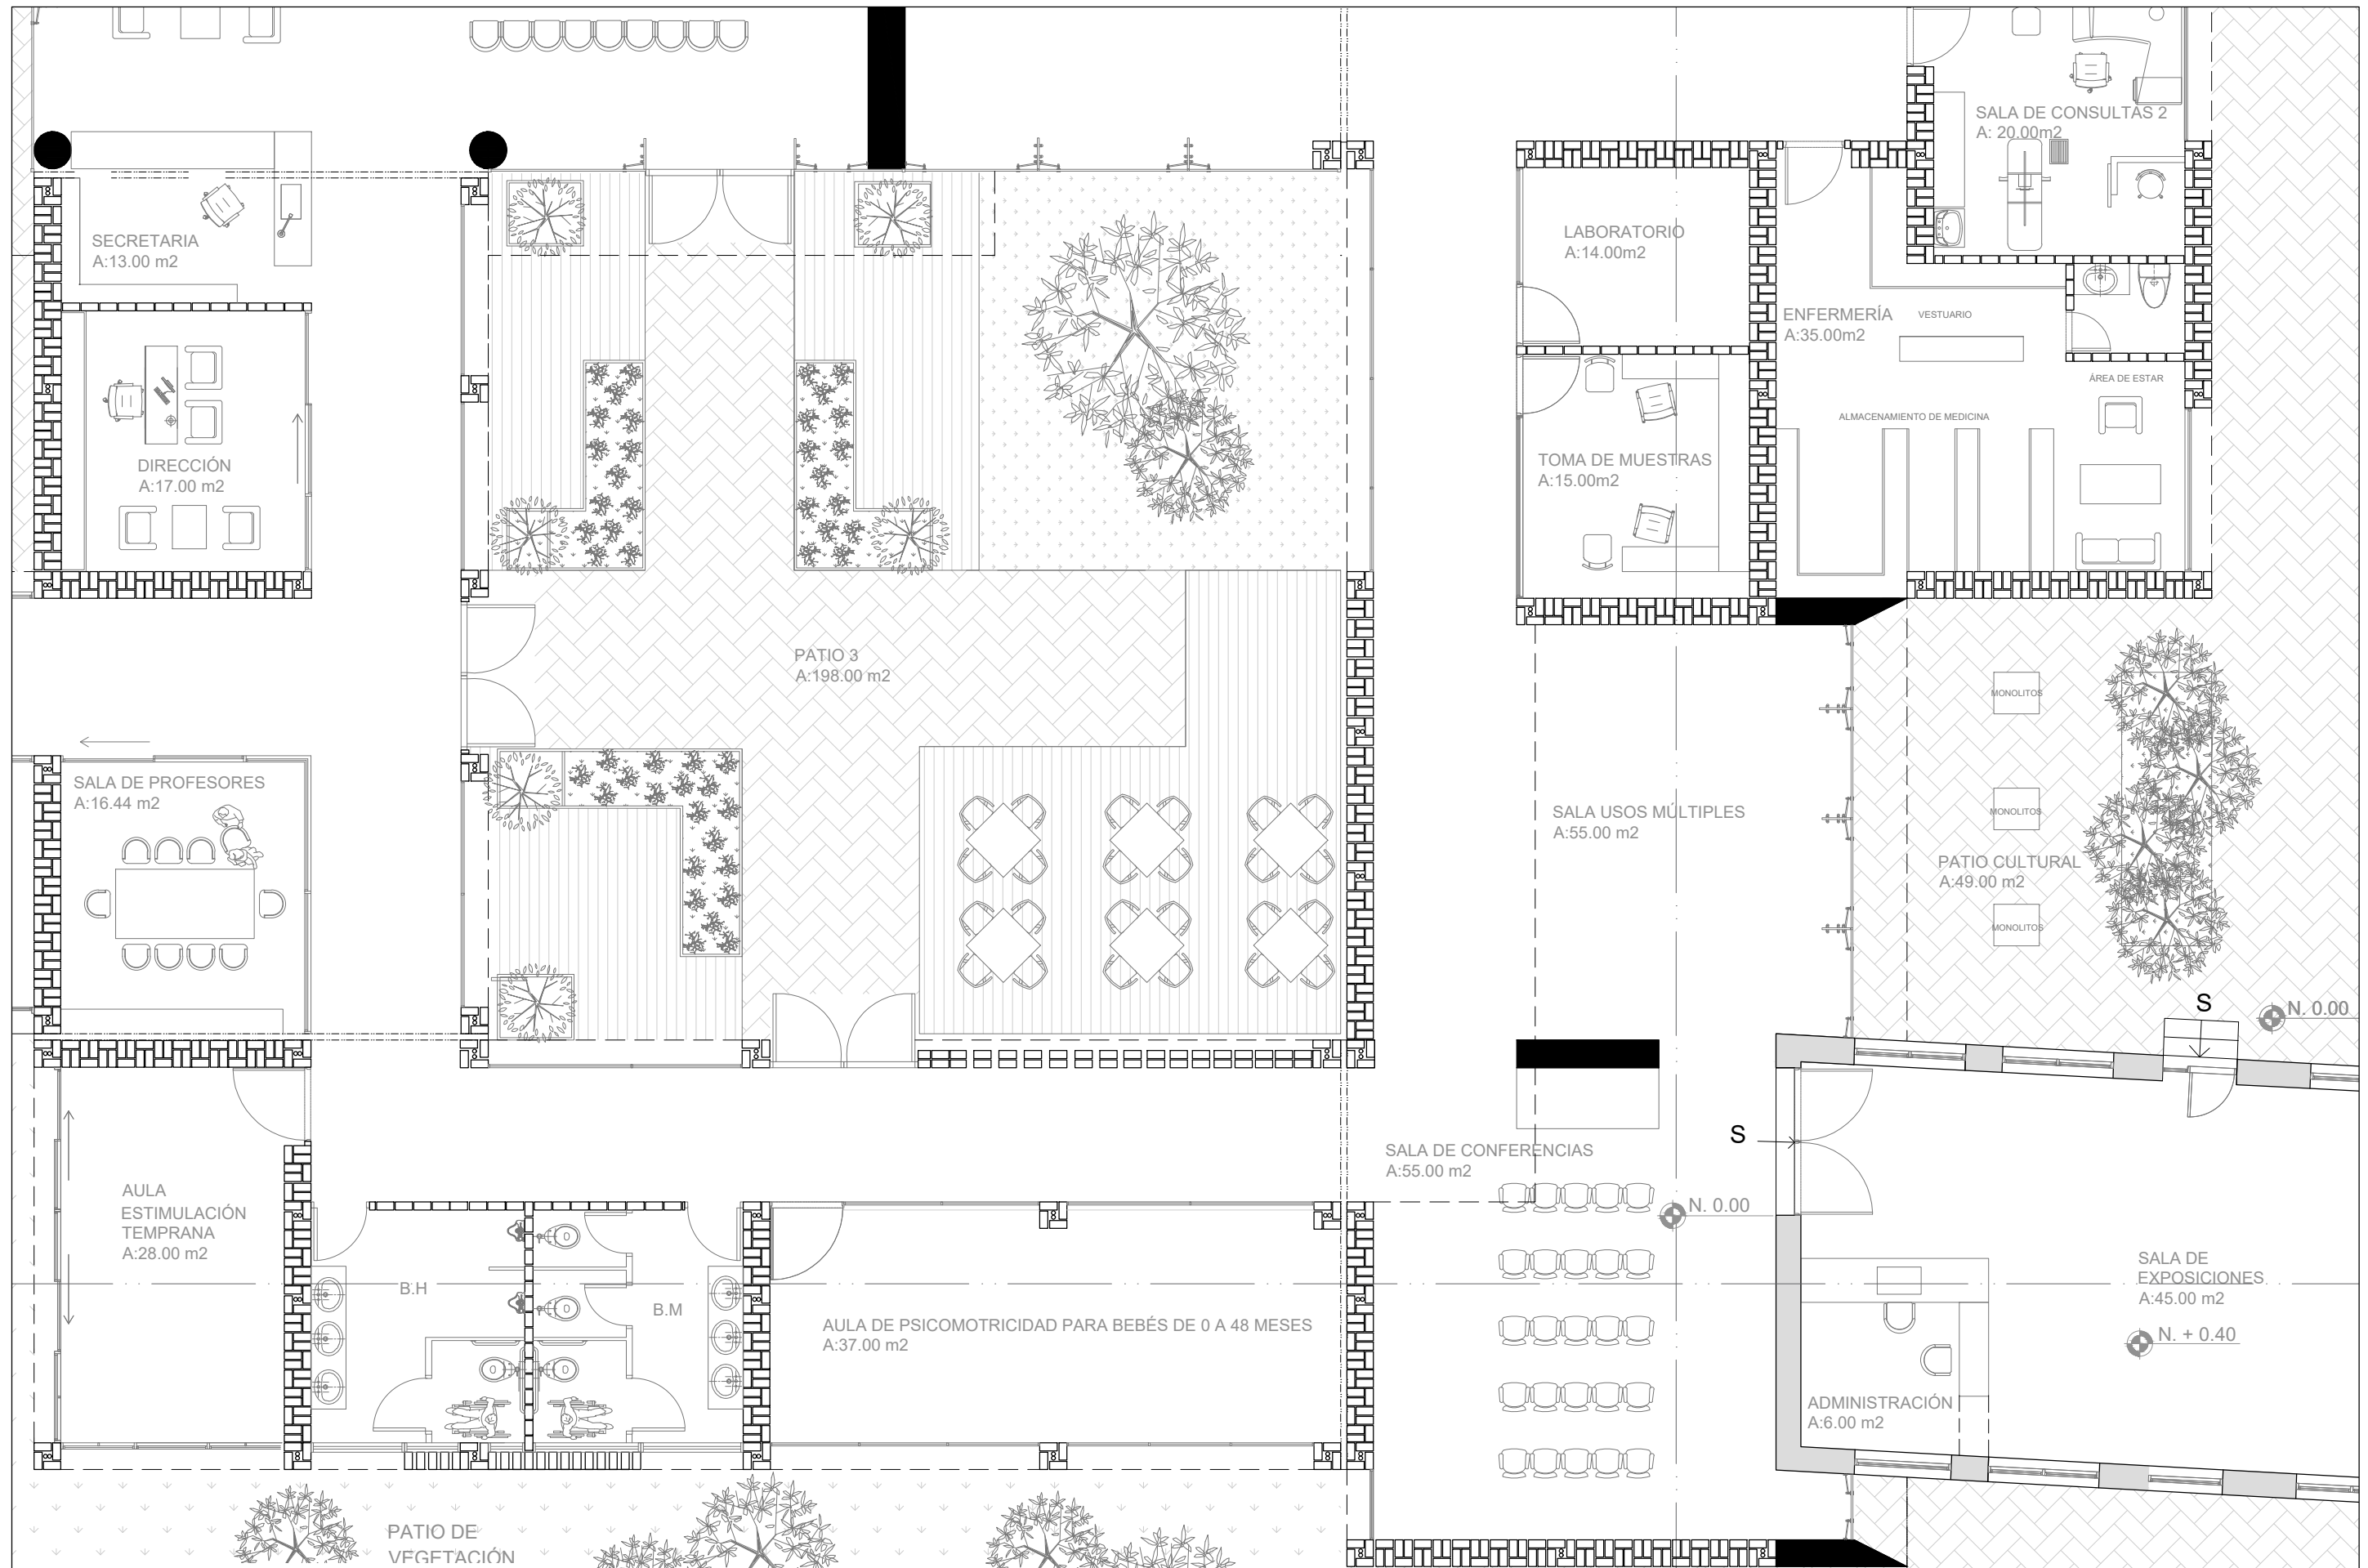 SALA DE CONSULTAS 2
A: 20.00m2
SECRETARIA
A:13.00 m2
LABORATORIO
A:14.00m2
ENFERMERÍA
A:35.00m2
VESTUARIO
ÁREA DE ESTAR
ALMACENAMIENTO DE MEDICINA
DIRECCIÓN
A:17.00 m2
TOMA DE MUESTRAS
A:15.00m2
PATIO 3
A:198.00 m2
MONOLITOS
SALA DE PROFESORES
A:16.44 m2
SALA USOS MÚLTIPLES
A:55.00 m2
MONOLITOS
PATIO CULTURAL
A:49.00 m2
MONOLITOS
S
N. 0.00
S
SALA DE CONFERENCIAS
A:55.00 m2
N. 0.00
AULA
ESTIMULACIÓN
TEMPRANA
A:28.00 m2
B.H
B.M
SALA DE
EXPOSICIONES
A:45.00 m2
N. + 0.40
AULA DE PSICOMOTRICIDAD PARA BEBÉS DE 0 A 48 MESES
A:37.00 m2
ADMINISTRACIÓN
A:6.00 m2
PATIO DE
VEGETACIÓN